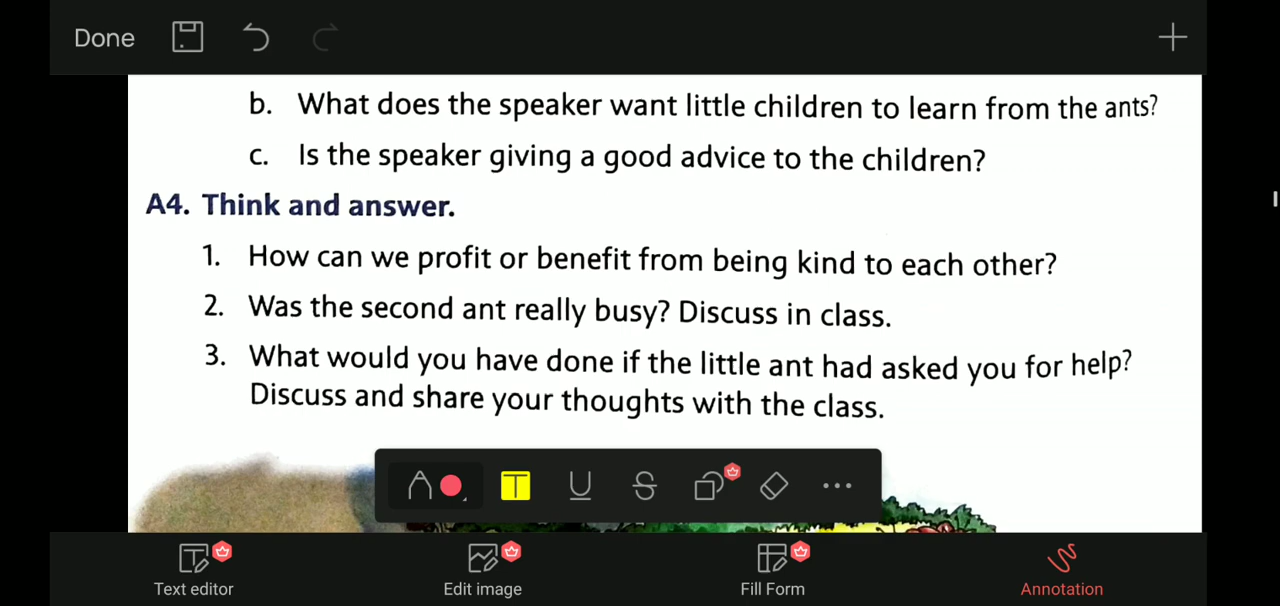 Done
b. What does the speaker want little children to learn from the ants?
c. Is the speaker giving a good advice to the children?
A4. Think and answer.
1. How can we profit or benefit from being kind to each other?
2. Was the second ant really busy? Discuss in class.
3. What would you have done if the little ant had asked you for help?
Discuss and share your thoughts with the class.
T U S
Text editor Edit image Fill Form Annotation